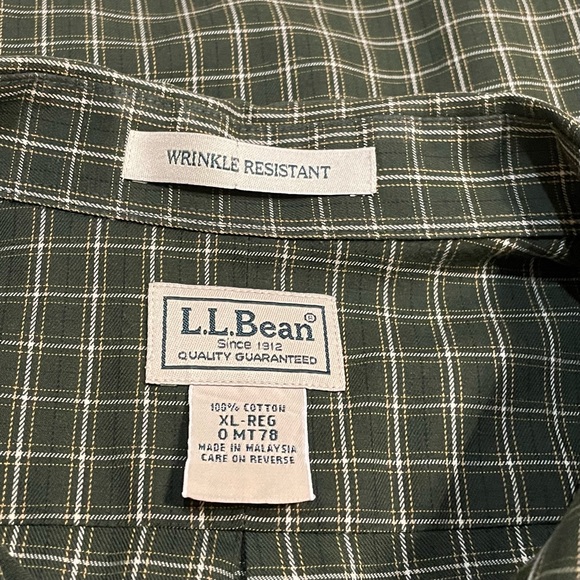 WRINKLE RESISTANT
L.L.Bean®
Since 1912
QUALITY GUARANTEED
100% COTTON
XL-REG
0 MT78
MADE IN MALAYSIA
CARE ON REVERSE